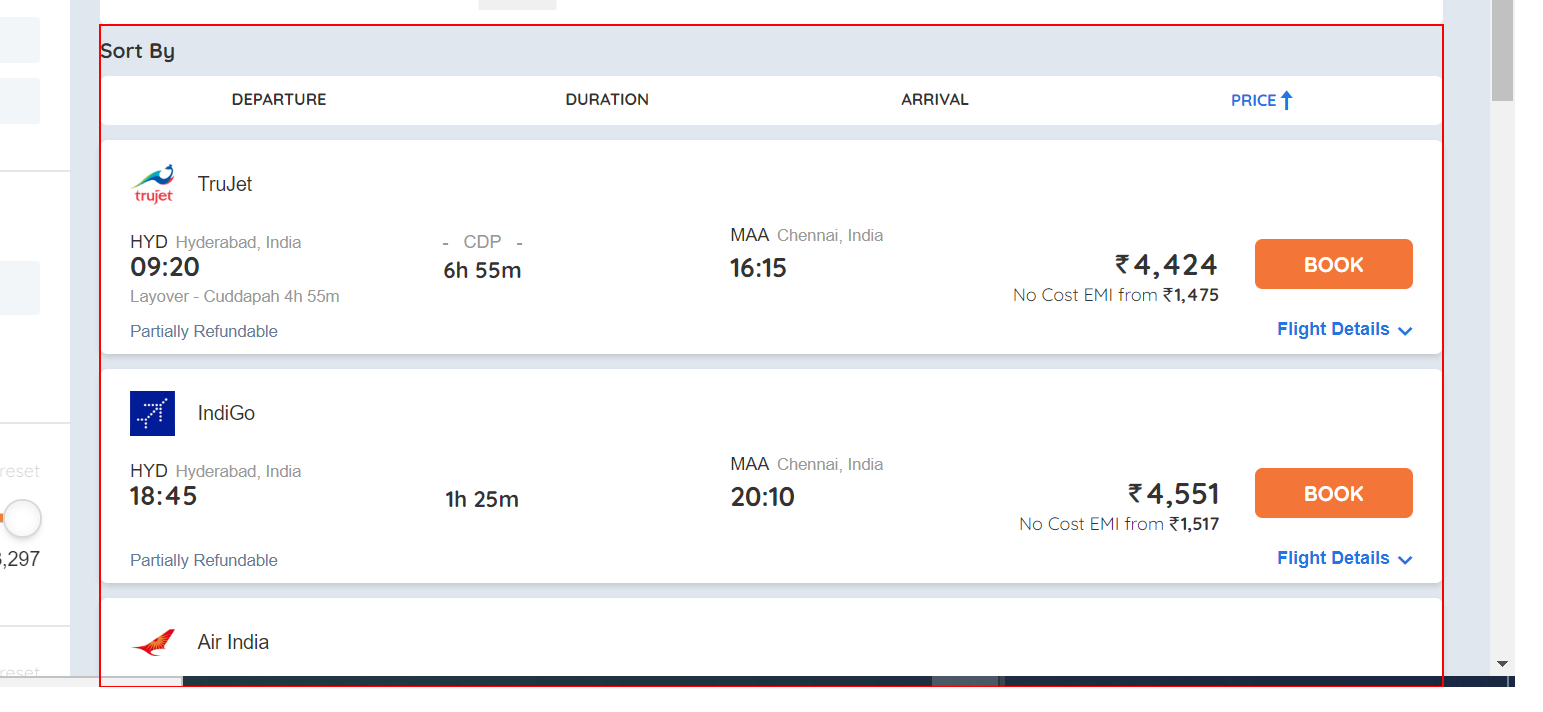 Sort By
DEPARTURE DURATION ARRIVAL PRICE
trujet
TruJet
HYD Hyderabad, India - CDP - MAA Chennai, India
09:20 6h 55m 16:15 ₹4,424 BOOK
Layover - Cuddapah 4h 55m No Cost EMI from ₹1,475
Partially Refundable Flight Details
IndiGo
HYD Hyderabad, India MAA Chennai, India
reset
18:45 1h 25m 20:10 ₹4,551 BOOK
No Cost EMI from ₹1,517
,297
Partially Refundable Flight Details
Air India
reset